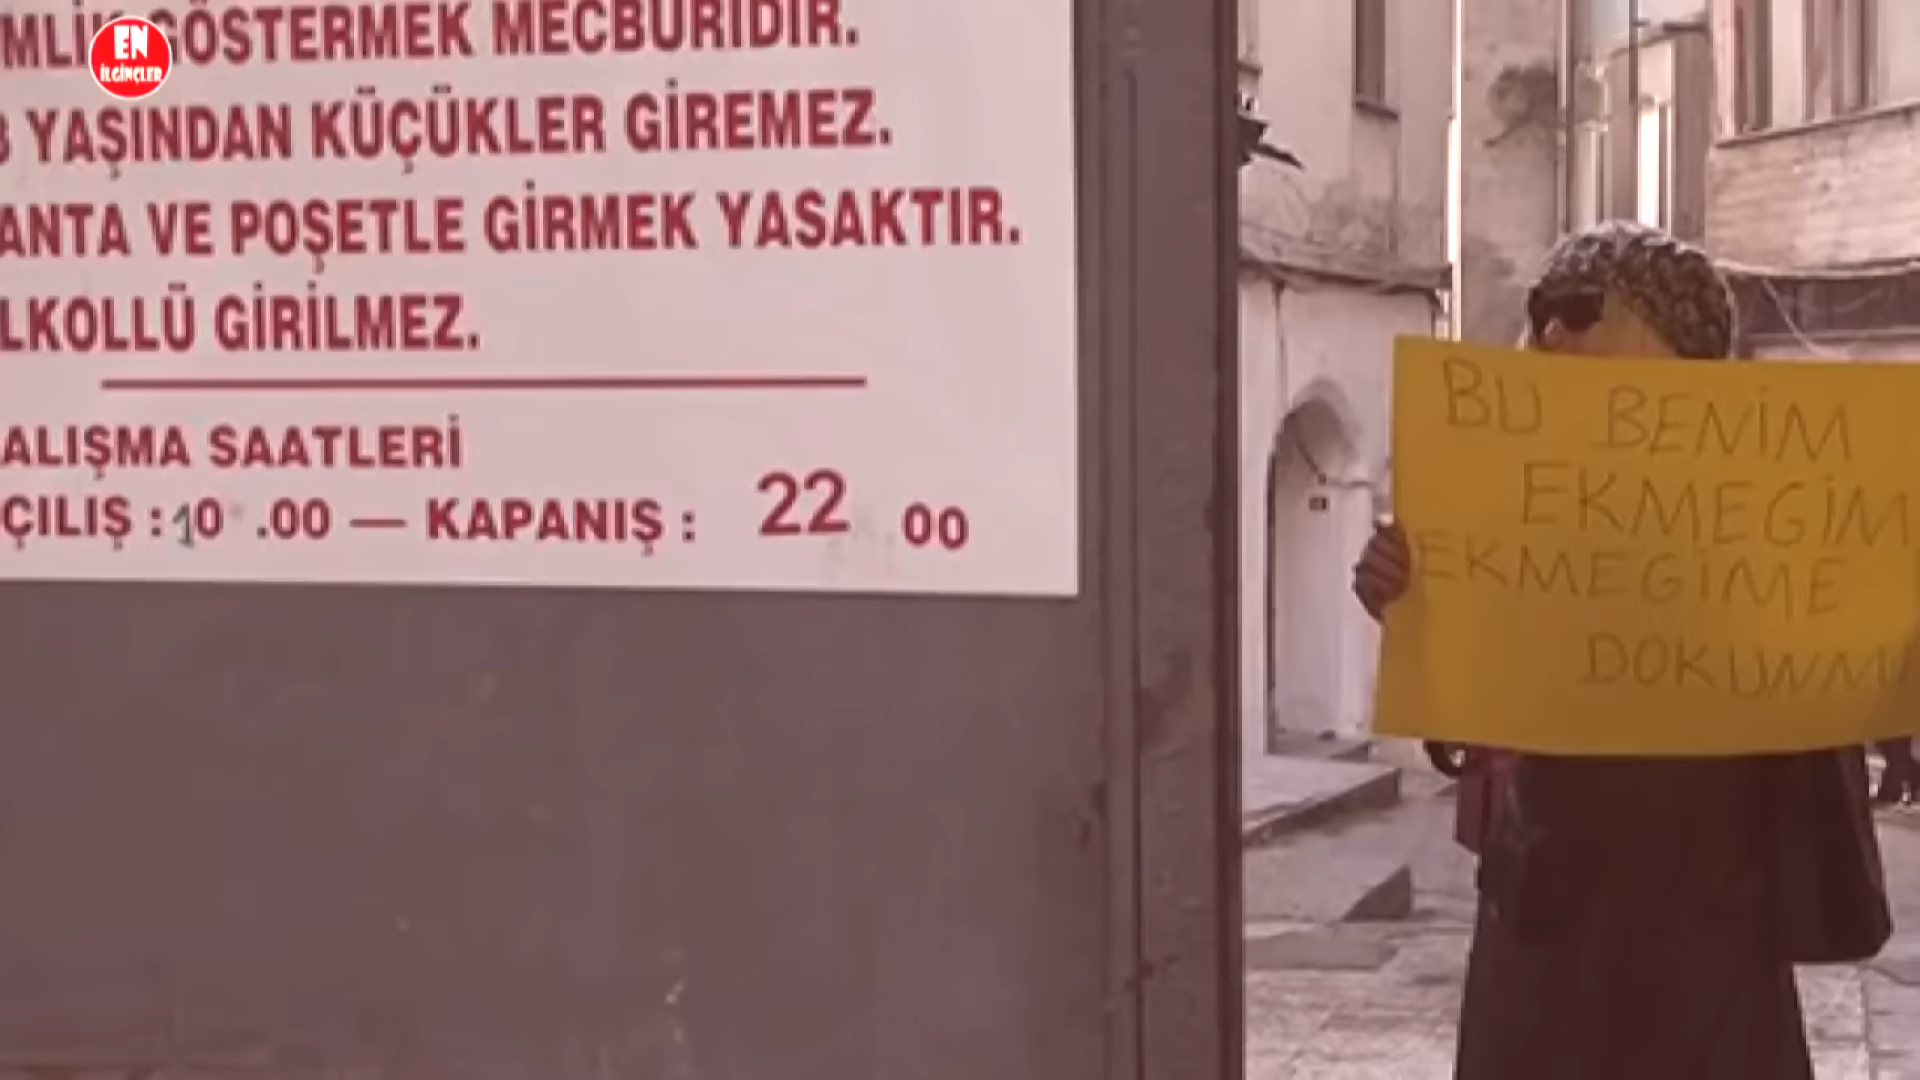 EN
İLGİNÇLER
MLİK GÖSTERMEK MECBURİDİR.
YAŞINDAN KÜÇÜKLER GİREMEZ.
ANTA VE POŞETLE GİRMEK YASAKTIR.
LKOLLÜ GİRİLMEZ.
ALIŞMA SAATLERİ
ÇILIŞ : 10 .00 — KAPANIŞ : 22 00
BU BENİM
EKMEGİM
EKMEGİME
DOKUNM